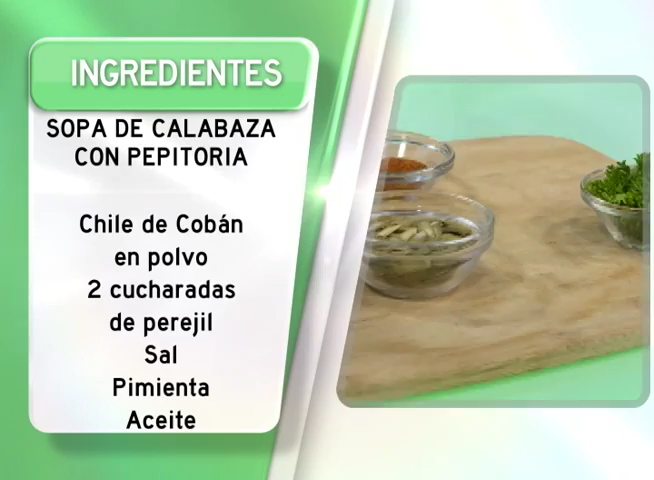 INGREDIENTES
SOPA DE CALABAZA
CON PEPITORIA
Chile de Cobán
en polvo
2 cucharadas
de perejil
Sal
Pimienta
Aceite